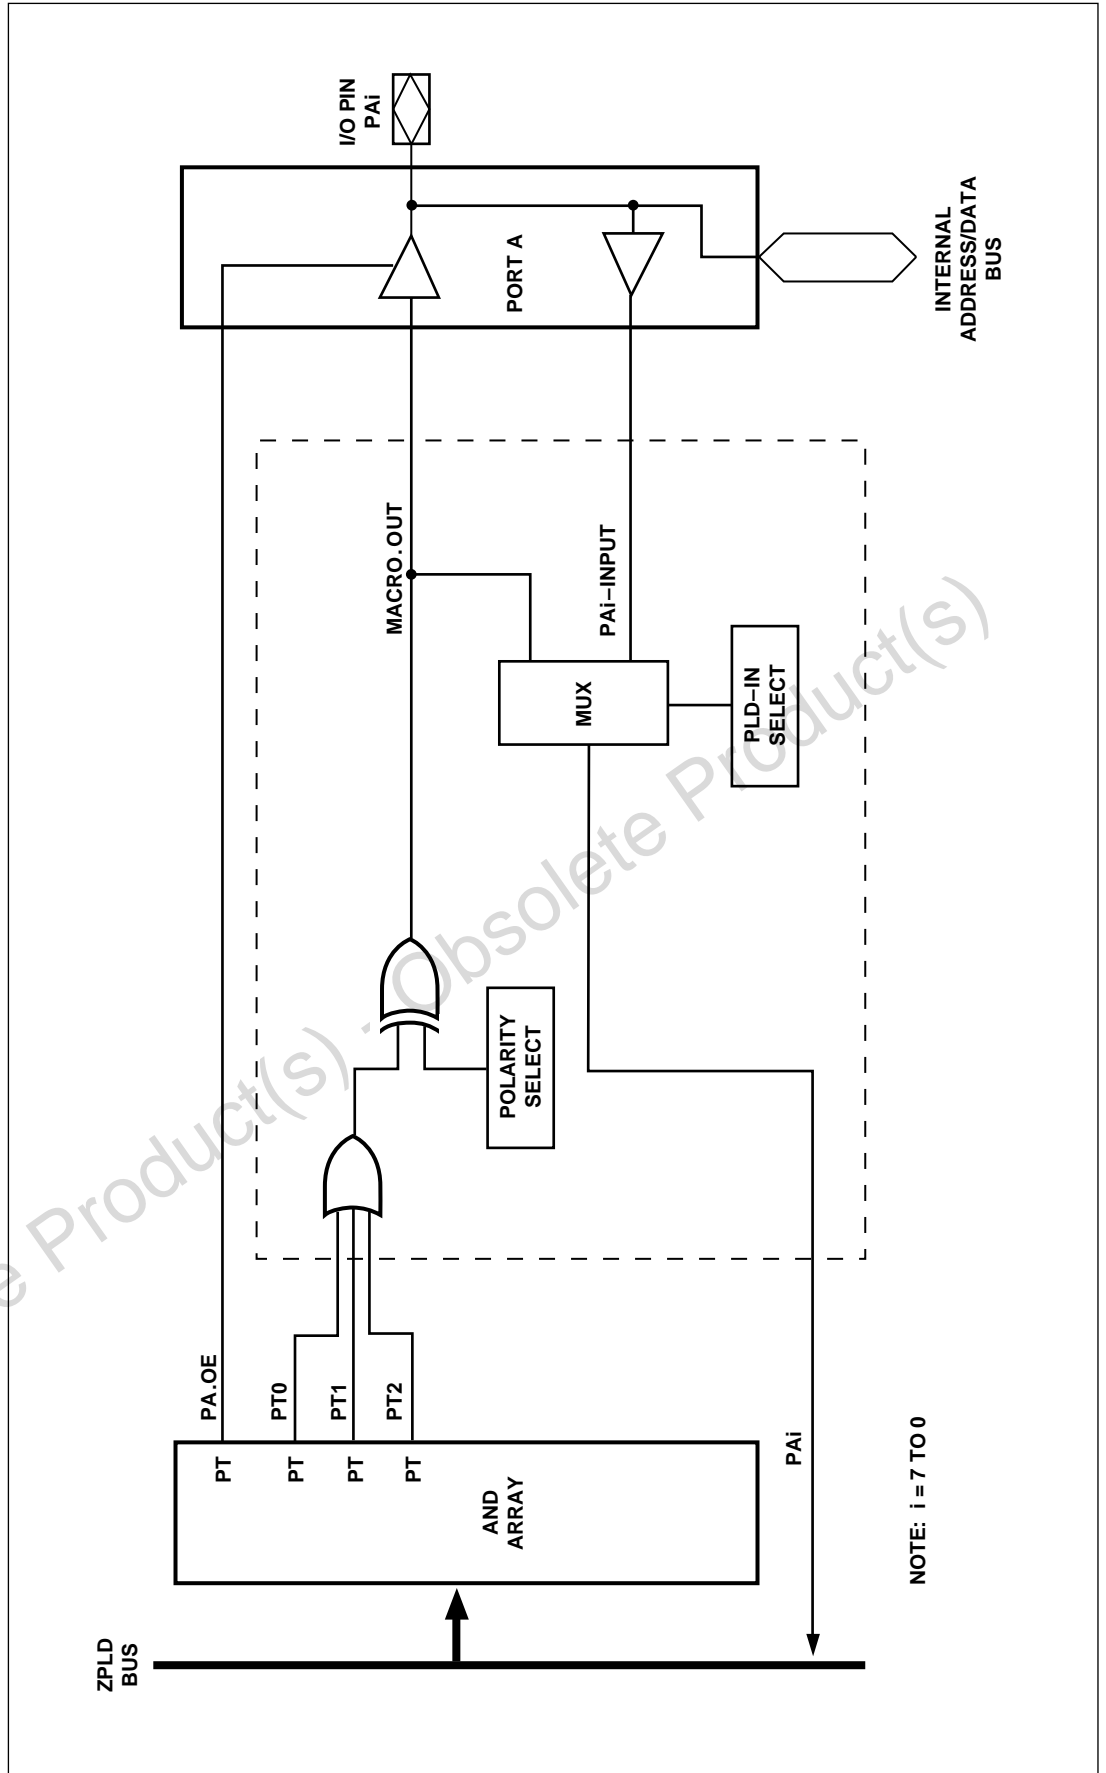 ZPLD
BUS
AND
ARRAY
PT
PT
PT
PT
PA.OE
PT0
PT1
PT2
PAi
NOTE: i = 7 TO 0
POLARITY
SELECT
MACRO.OUT
MUX
PAi–INPUT
PLD–IN
SELECT
PORT A
I/O PIN
PAi
INTERNAL
ADDRESS/DATA
BUS
e Product(s) - Obsolete Product(s)